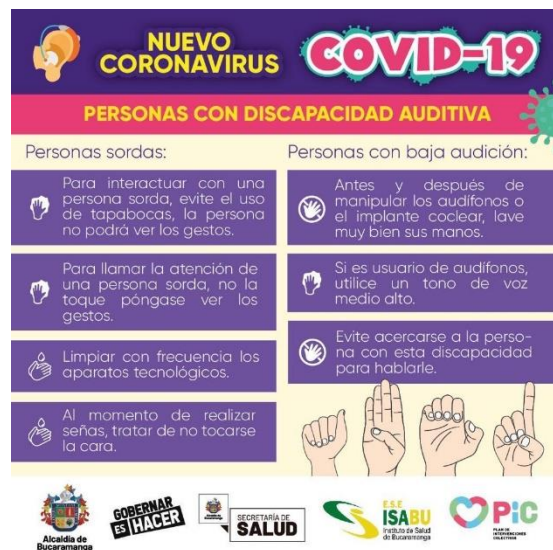 NUEVO
CORONAVIRUS
COVID-19
PERSONAS CON DISCAPACIDAD AUDITIVA
Personas sordas:
Para interactuar con una
persona sorda, evite el uso
de tapabocas, la persona
no podrá ver los gestos.
Para llamar la atención de
una persona sorda, no la
toque póngase ver los
gestos.
Limpiar con frecuencia los
aparatos tecnológicos.
Al momento de realizar
señas, tratar de no tocarse
la cara.
Personas con baja audición:
Antes y después de
manipular los audífonos o
el implante coclear, lave
muy bien sus manos.
Si es usuario de audífonos,
utilice un tono de voz
medio alto.
Evite acercarse a la perso-
na con esta discapacidad
para hablarle.
Alcaldía de
Bucaramanga
GOBERNAR
ES HACER
SECRETARÍA DE
SALUD
E.S.E
ISABU
Instituto de Salud
de Bucaramanga
PiC
PLAN DE
INTERVENCIONES
COLECTIVAS